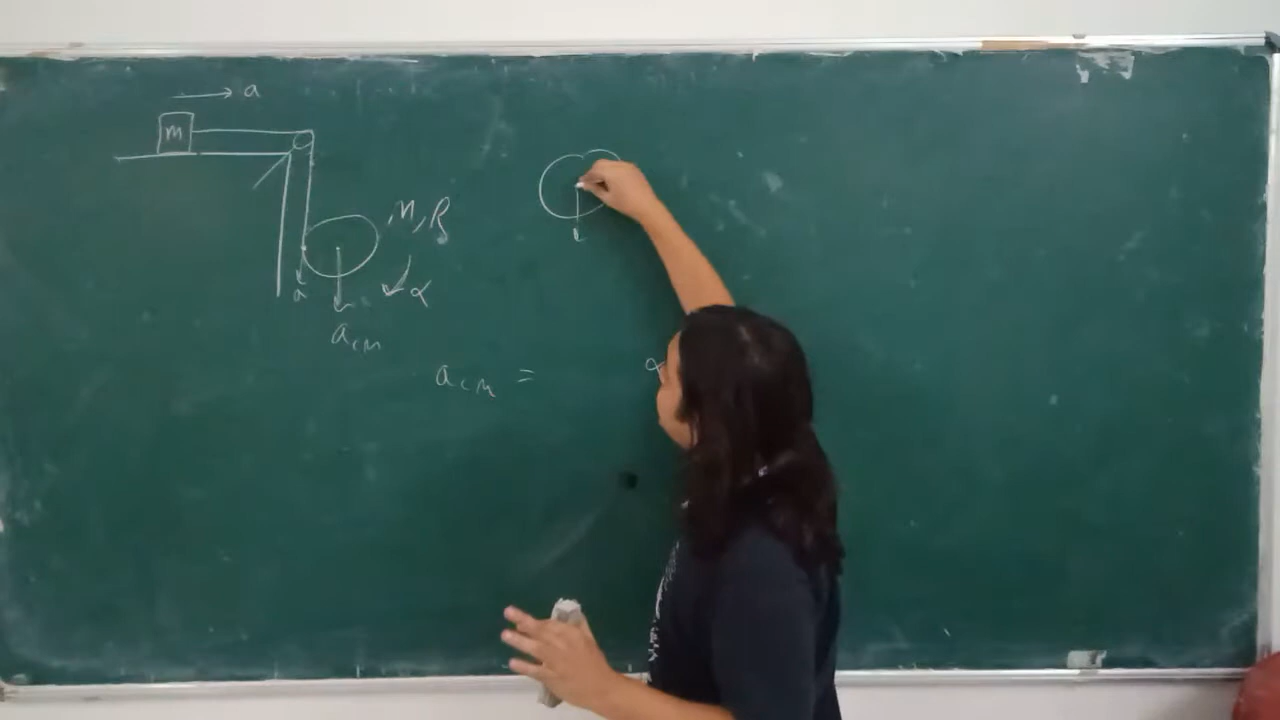 a
m
M, R
a
α
a_CM
a_CM = α